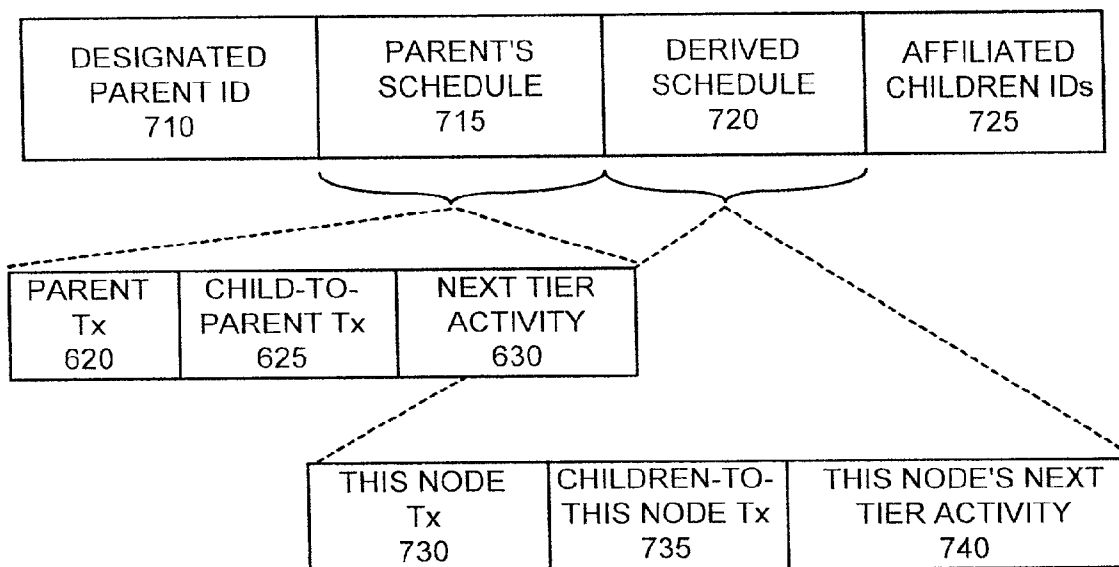 DESIGNATED
PARENT ID
710
PARENT'S
SCHEDULE
715
DERIVED
SCHEDULE
720
AFFILIATED
CHILDREN IDs
725
PARENT
Tx
620
CHILD-TO-
PARENT Tx
625
NEXT TIER
ACTIVITY
630
THIS NODE
Tx
730
CHILDREN-TO-
THIS NODE Tx
735
THIS NODE'S NEXT
TIER ACTIVITY
740